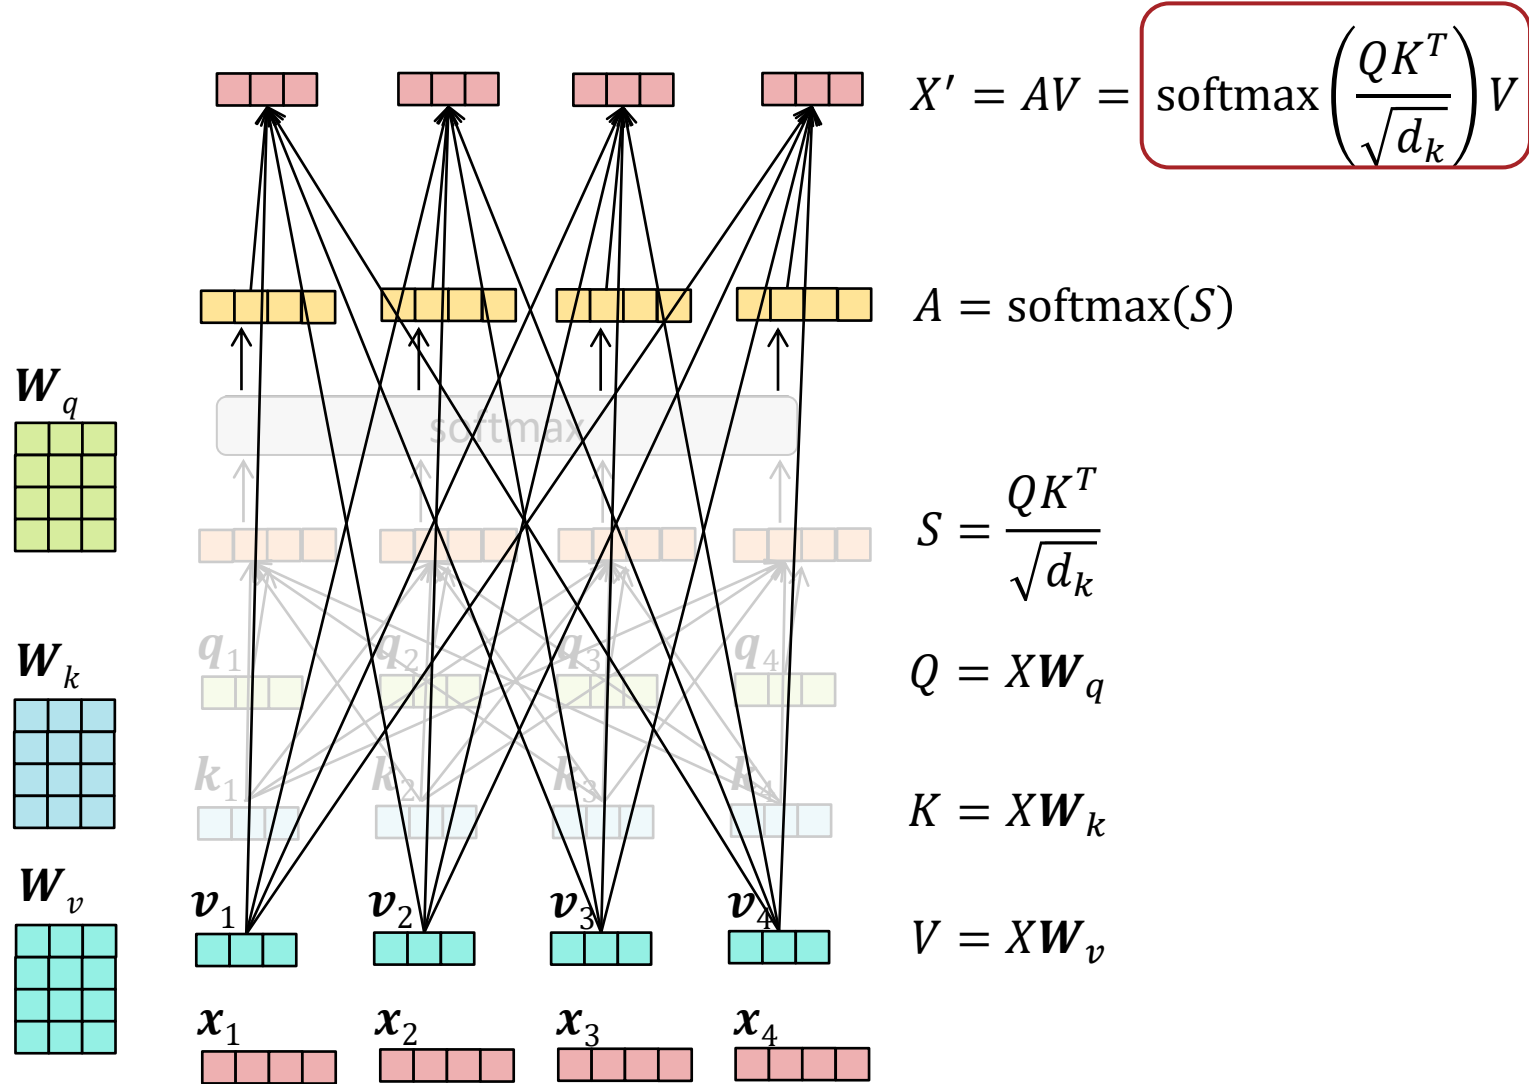 X′ = AV = softmax(QK^T / √d_k) V
A = softmax(S)
W_q
softmax
S = QK^T / √d_k
q_1 q_2 q_3 q_4
Q = XW_q
W_k
k_1 k_2 k_3 k_4
K = XW_k
W_v
v_1 v_2 v_3 v_4
V = XW_v
x_1 x_2 x_3 x_4